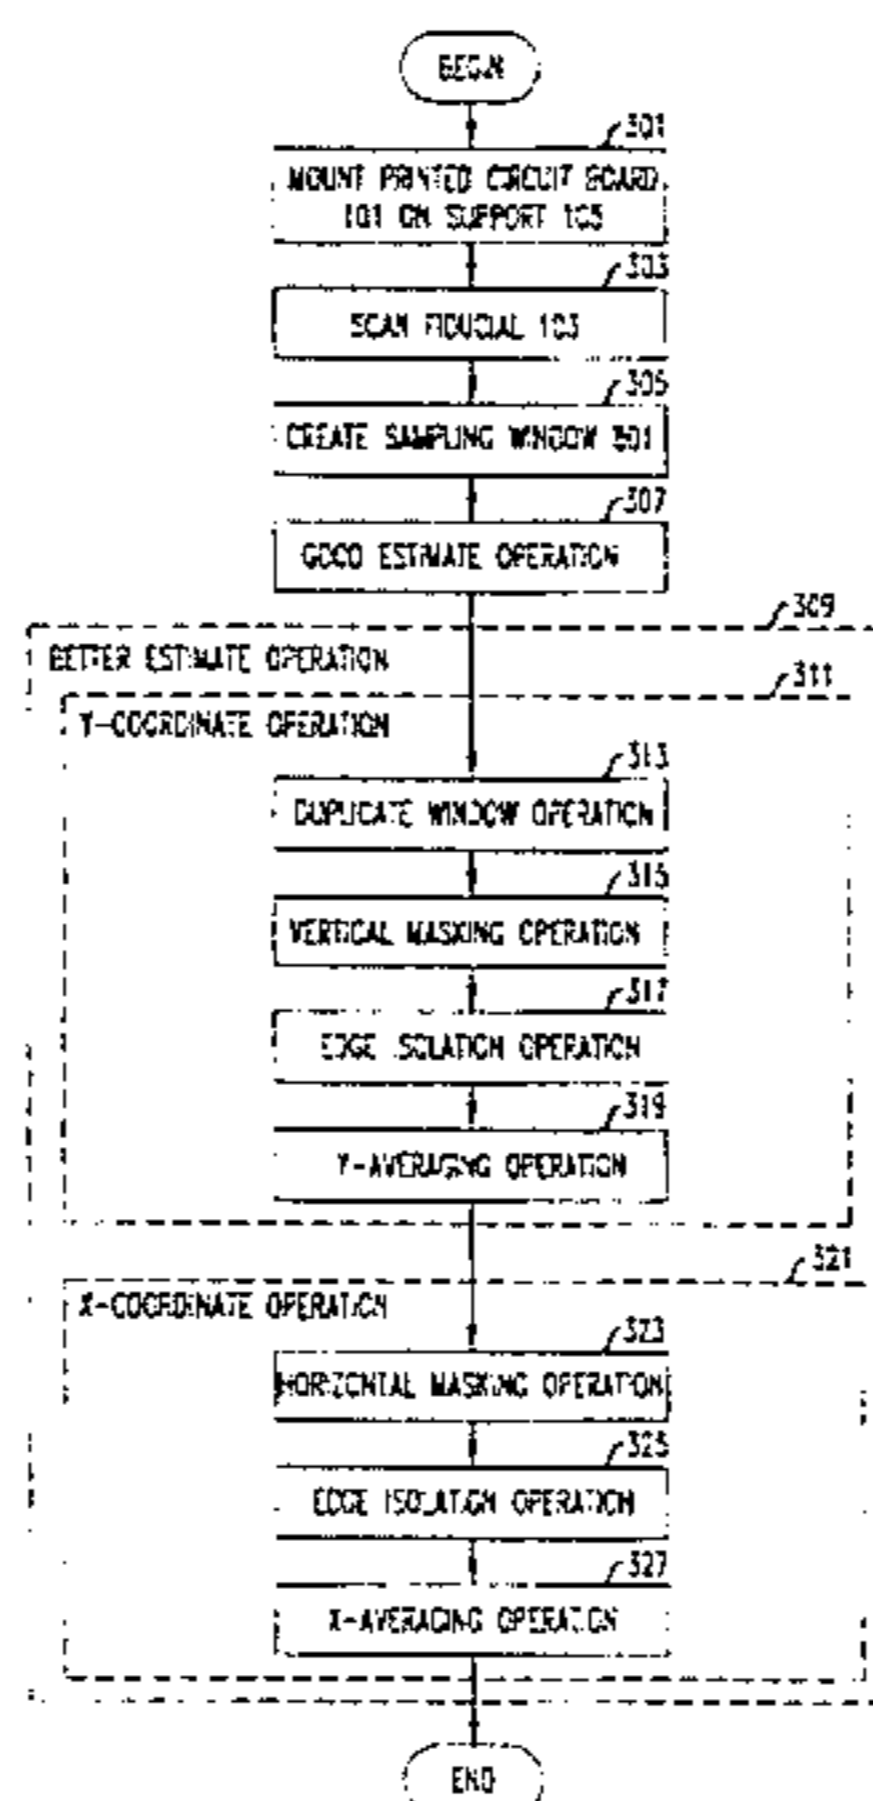 BEGIN
301
MOUNT PRINTED CIRCUIT BOARD
101 ON SUPPORT 105
303
SCAN FIDUCIAL 103
305
CREATE SAMPLING WINDOW 501
307
GOOD ESTIMATE OPERATION
309
BETTER ESTIMATE OPERATION
311
Y-COORDINATE OPERATION
313
DUPLICATE WINDOW OPERATION
315
VERTICAL MASKING OPERATION
317
EDGE ISOLATION OPERATION
319
Y-AVERAGING OPERATION
321
X-COORDINATE OPERATION
323
HORIZONTAL MASKING OPERATION
325
EDGE ISOLATION OPERATION
327
X-AVERAGING OPERATION
END